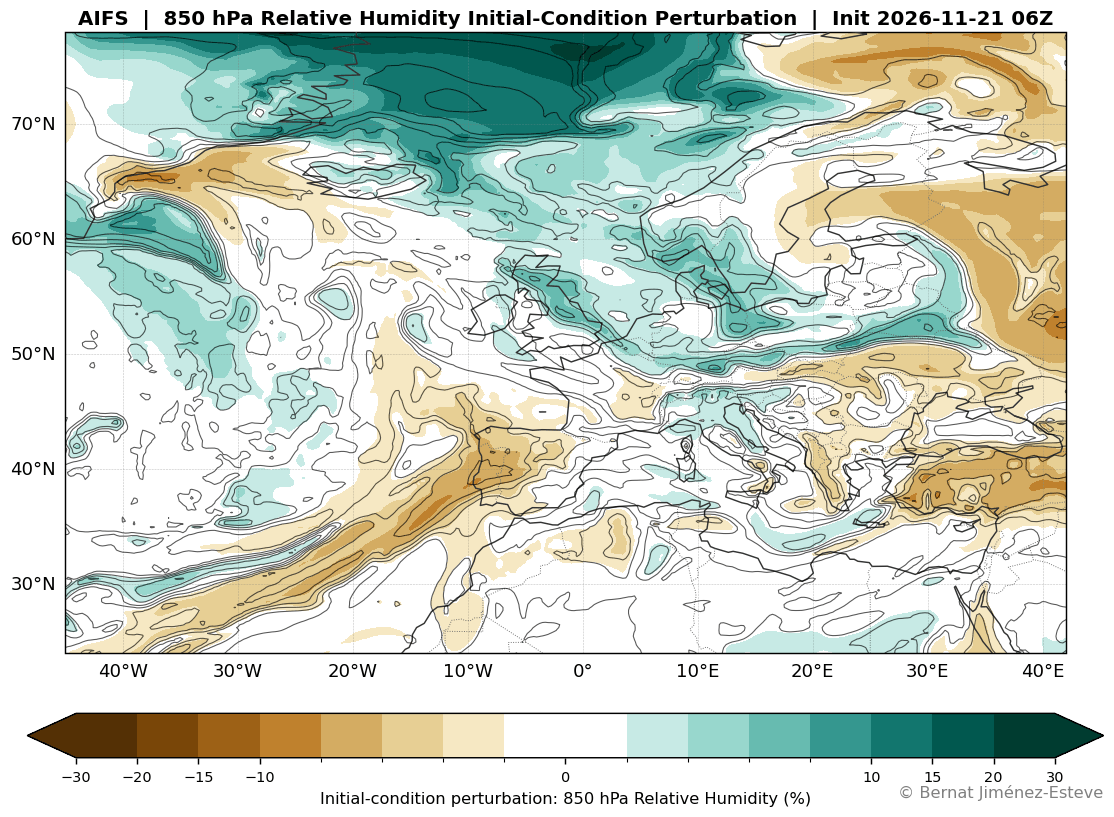 AIFS | 850 hPa Relative Humidity Initial-Condition Perturbation | Init 2026-11-21 06Z
70°N
60°N
50°N
40°N
30°N
40°W 30°W 20°W 10°W 0° 10°E 20°E 30°E 40°E
−30 −20 −15 −10 0 10 15 20 30
Initial-condition perturbation: 850 hPa Relative Humidity (%)
© Bernat Jiménez-Esteve